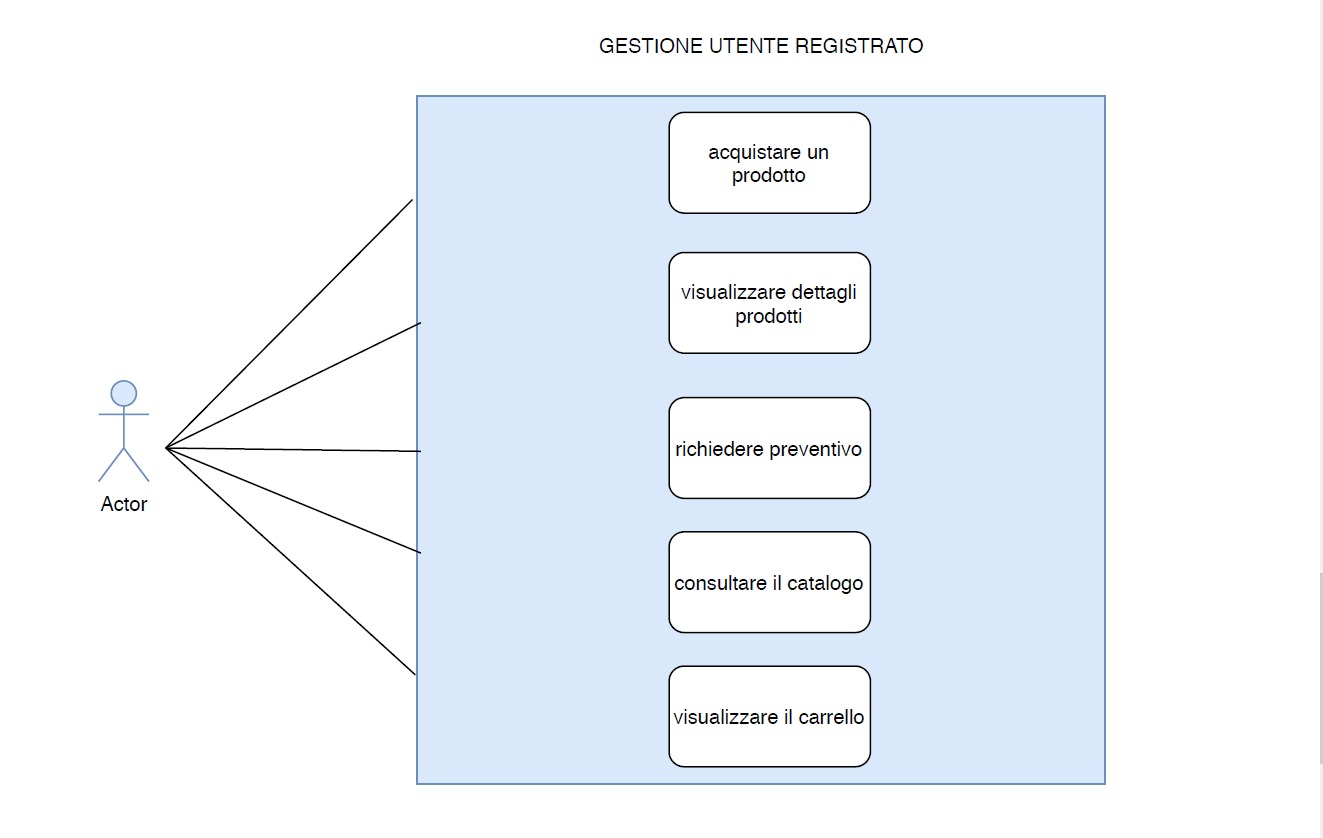 GESTIONE UTENTE REGISTRATO
acquistare un
prodotto
visualizzare dettagli
prodotti
Actor
richiedere preventivo
consultare il catalogo
visualizzare il carrello